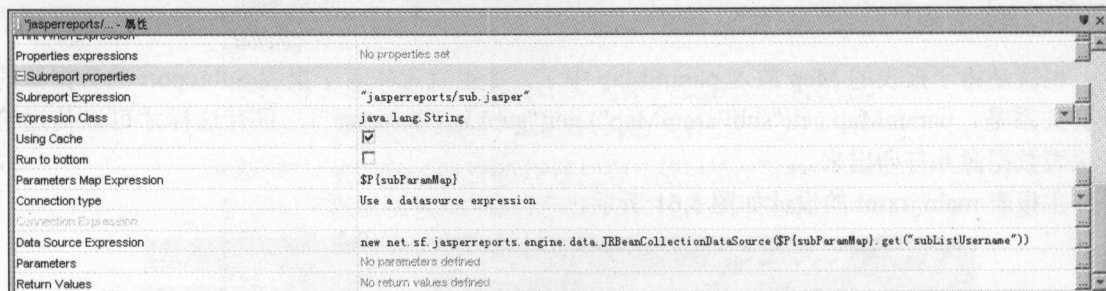 "jasperreports/... - 属性
Print When Expression
Properties expressions No properties set
Subreport properties
Subreport Expression "jasperreports/sub.jasper"
Expression Class java.lang.String
Using Cache
Run to bottom
Parameters Map Expression $P{subParamMap}
Connection type Use a datasource expression
Connection Expression
Data Source Expression new net.sf.jasperreports.engine.data.JRBeanCollectionDataSource($P{subParamMap}.get("subListUsername"))
Parameters No parameters defined
Return Values No return values defined